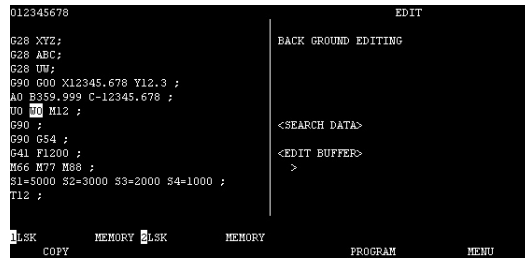 012345678 EDIT
G28 XYZ;
G28 ABC;
G28 UW;
G90 G00 X12345.678 Y12.3 ;
A0 B359.999 C-12345.678 ;
U0 W0 M12 ;
G90 ;
G90 G54 ;
G41 F1200 ;
M66 M77 M88 ;
S1=5000 S2=3000 S3=2000 S4=1000 ;
T12 ;
BACK GROUND EDITING
<SEARCH DATA>
<EDIT BUFFER>
>
1LSK MEMORY 2LSK MEMORY
COPY PROGRAM MENU